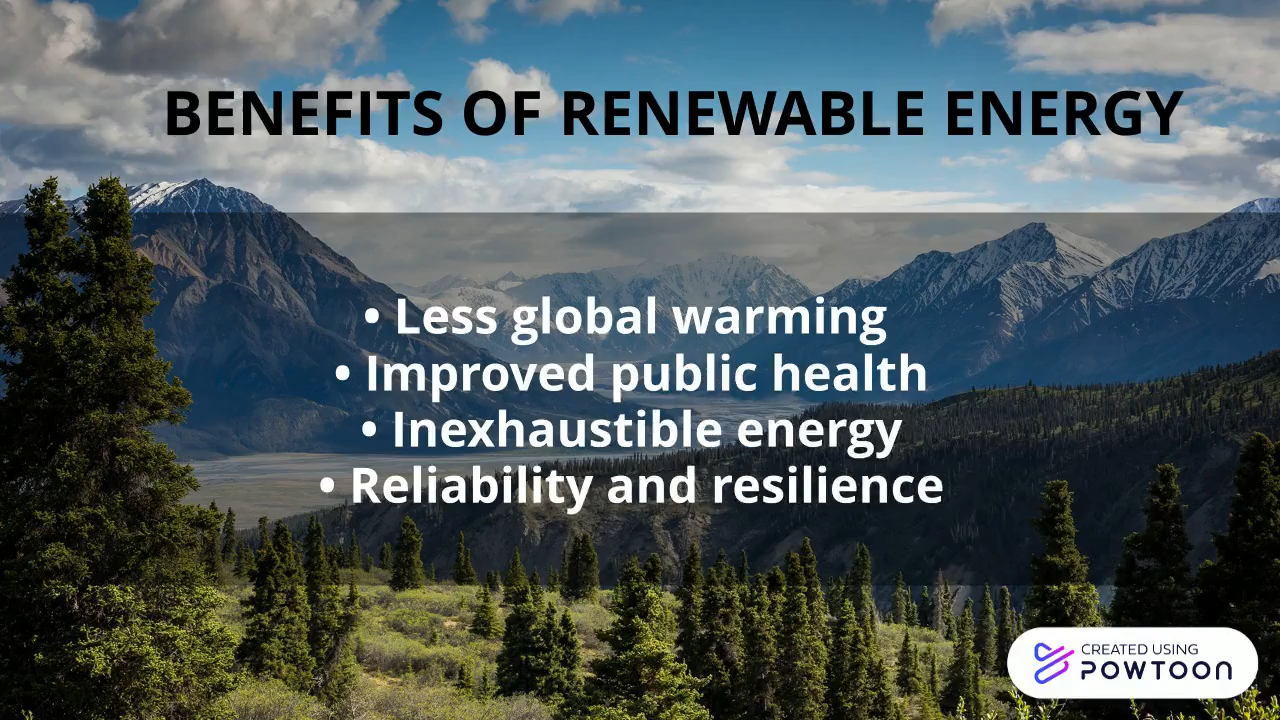 BENEFITS OF RENEWABLE ENERGY
• Less global warming
• Improved public health
• Inexhaustible energy
• Reliability and resilience
CREATED USING
POWTOON